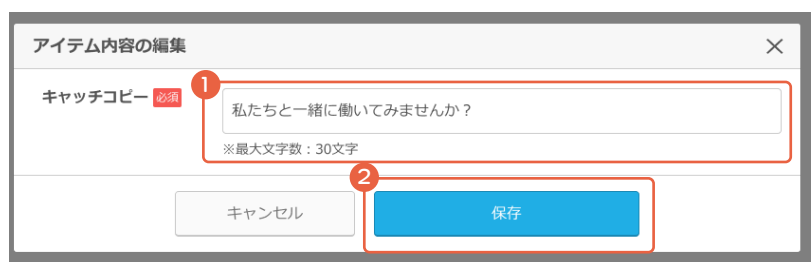 アイテム内容の編集
キャッチコピー 必須
1
私たちと一緒に働いてみませんか？
※最大文字数：30文字
2
キャンセル
保存